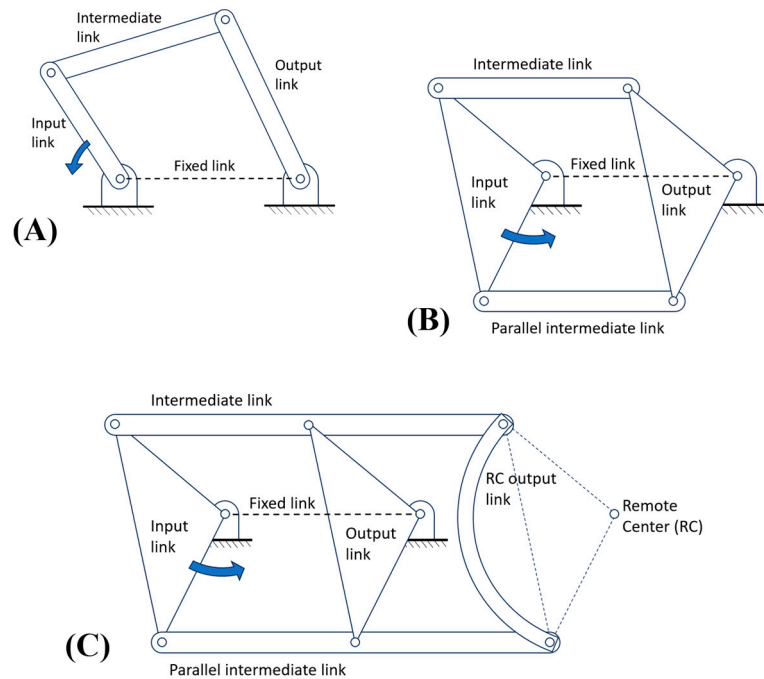 Intermediate
link
Output
link
Input
link
Fixed link
(A)
Intermediate link
Fixed link
Input
link
Output
link
(B)
Parallel intermediate link
Intermediate link
RC output
link
Fixed link
Remote
Center (RC)
Input
link
Output
link
(C)
Parallel intermediate link